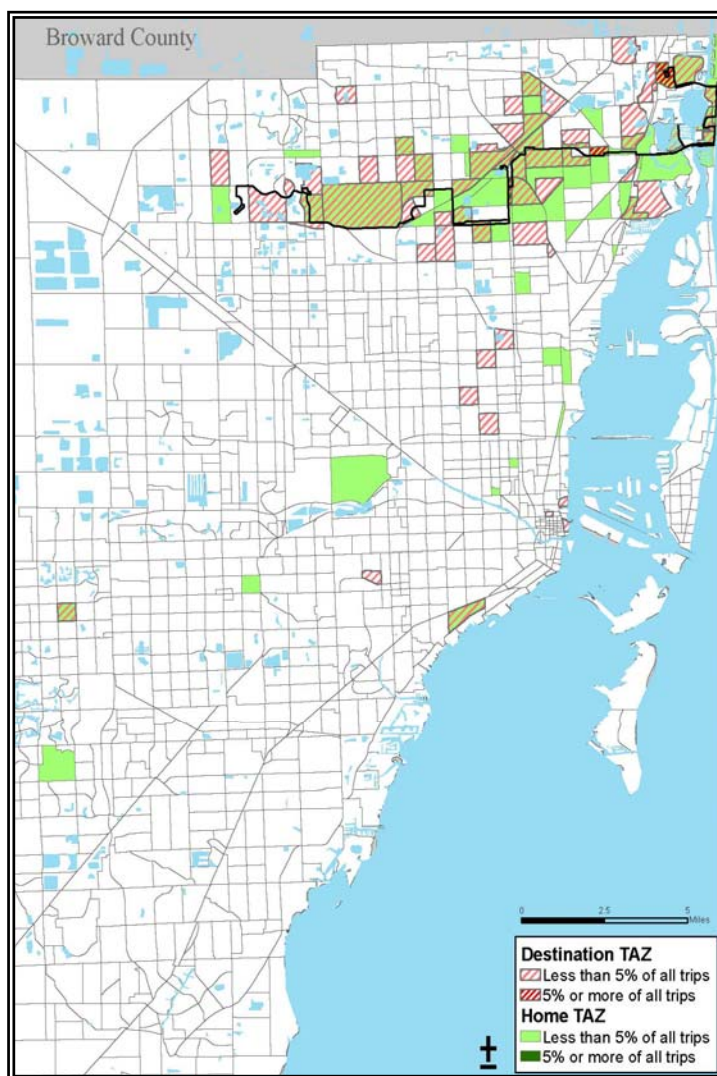 Broward County
0 2.5 5
Miles
Destination TAZ
Less than 5% of all trips
5% or more of all trips
Home TAZ
Less than 5% of all trips
5% or more of all trips